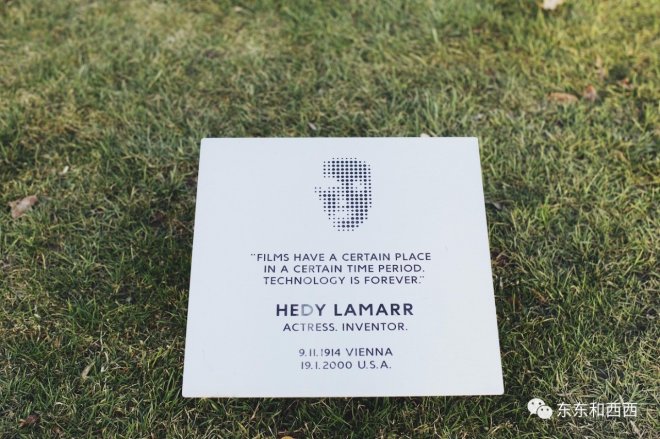 "FILMS HAVE A CERTAIN PLACE
IN A CERTAIN TIME PERIOD.
TECHNOLOGY IS FOREVER."
HEDY LAMARR
ACTRESS. INVENTOR.
9.11.1914 VIENNA
19.1.2000 U.S.A.
东东和西西